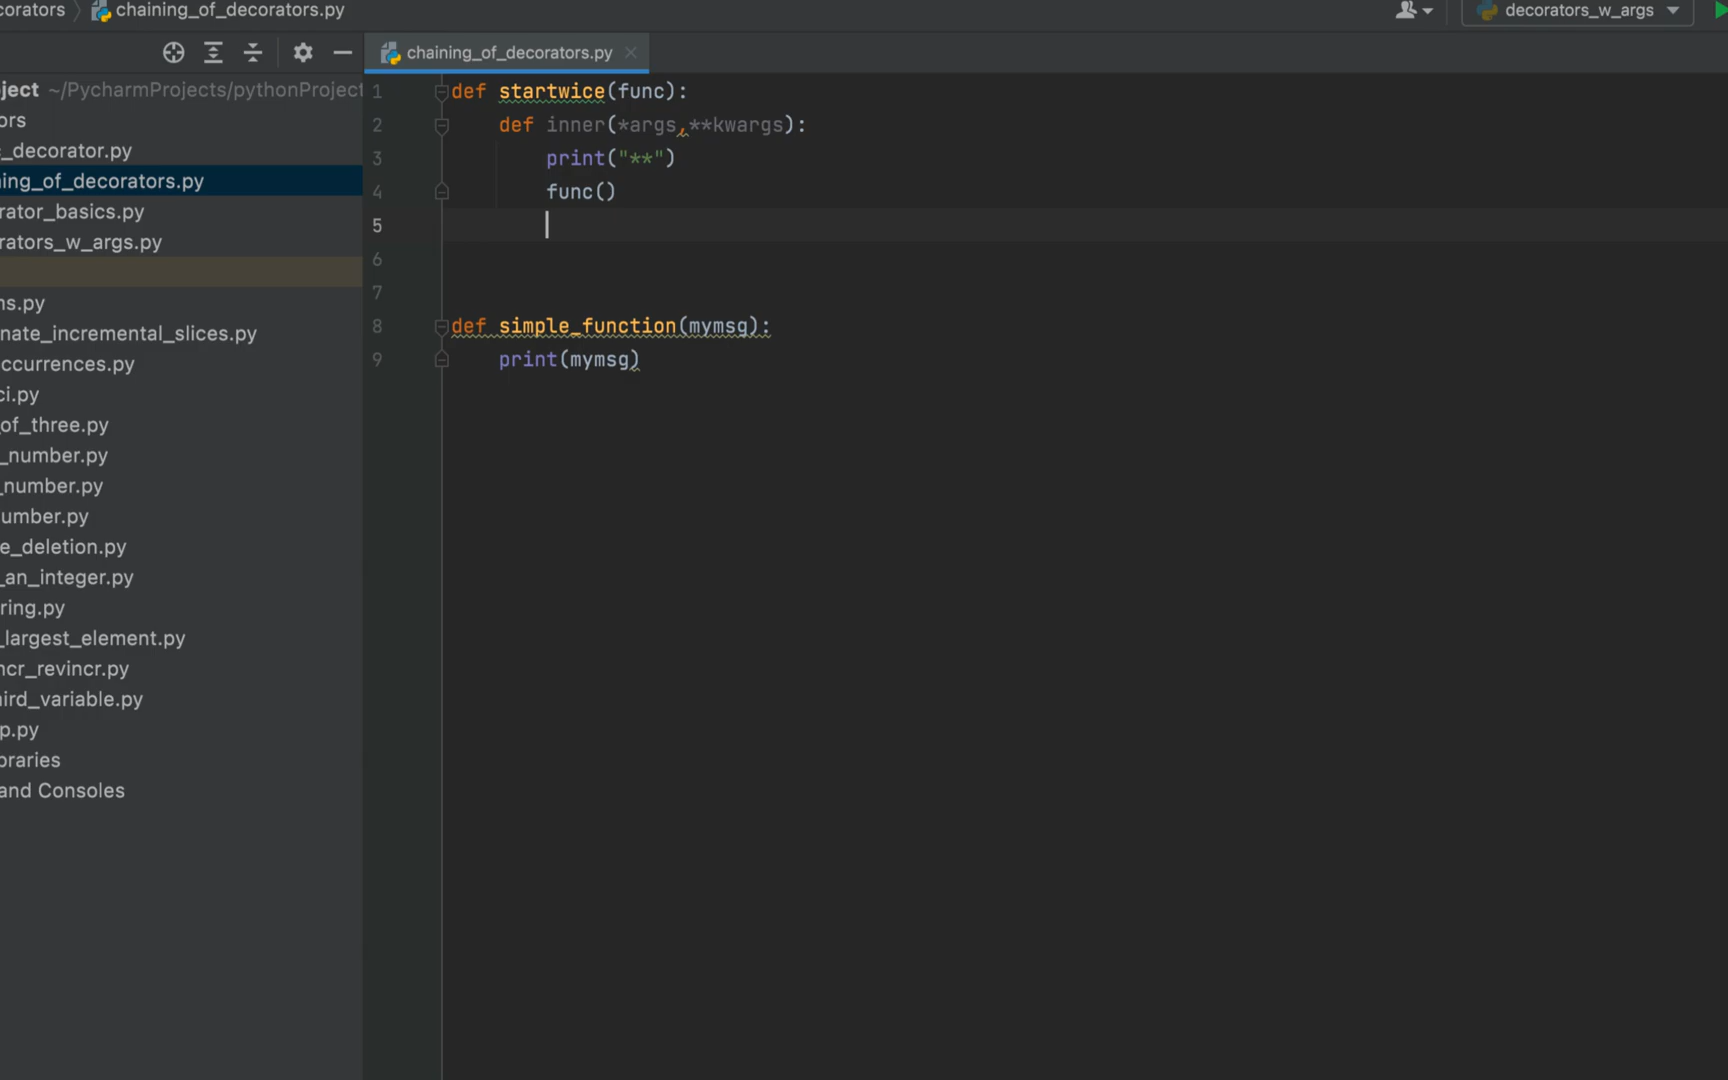 corators > chaining_of_decorators.py
decorators_w_args
chaining_of_decorators.py
ject ~/PycharmProjects/pythonProject
ors
_decorator.py
ing_of_decorators.py
rator_basics.py
rators_w_args.py
ns.py
nate_incremental_slices.py
ccurrences.py
ci.py
_of_three.py
_number.py
_number.py
umber.py
e_deletion.py
_an_integer.py
ring.py
_largest_element.py
ncr_revincr.py
ird_variable.py
p.py
oraries
and Consoles
1 def startwice(func):
2 def inner(*args,**kwargs):
3 print("**")
4 func()
5
6
7
8 def simple_function(mymsg):
9 print(mymsg)